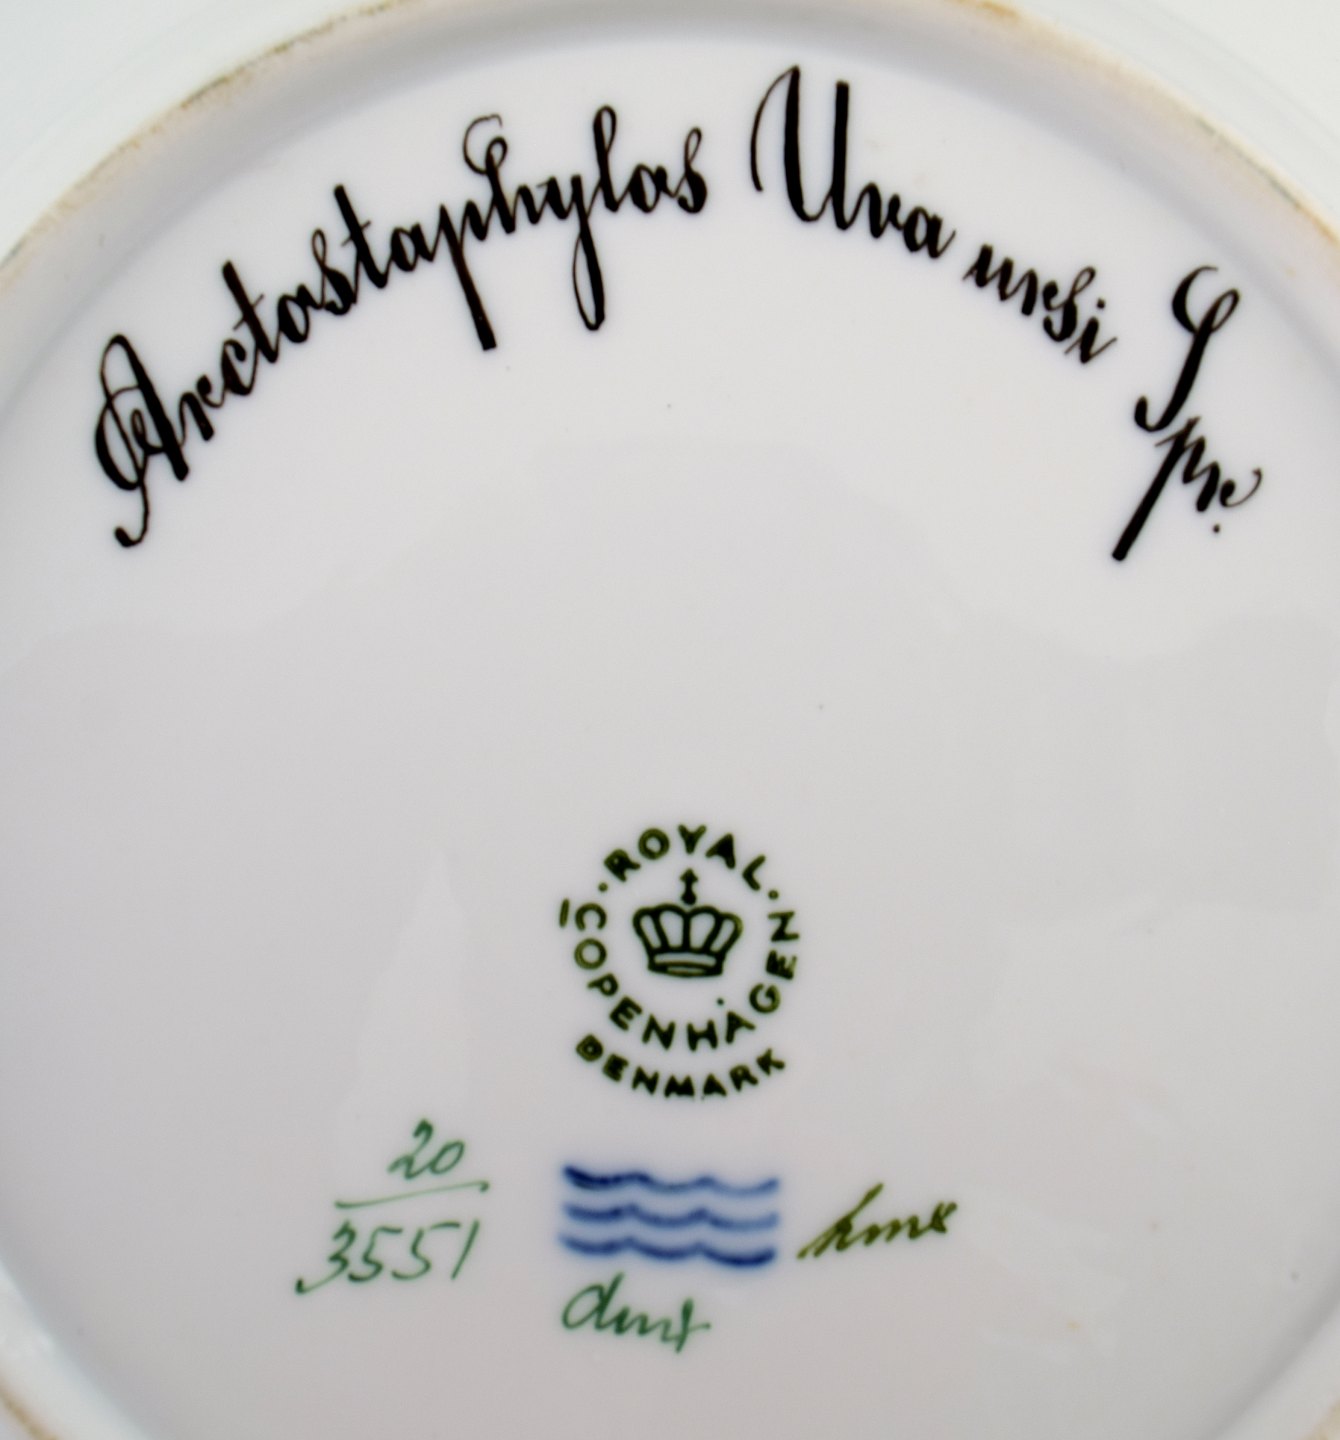 Arctostaphylos Uva ursi Spr.
ROYAL COPENHAGEN
DENMARK
20
3551